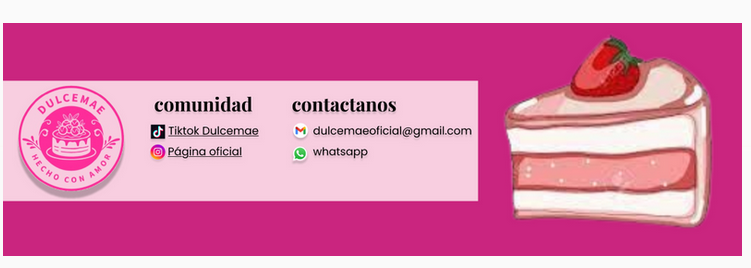 DULCEMAE
HECHO CON AMOR
comunidad
Tiktok Dulcemae
Página oficial
contactanos
dulcemaeoficial@gmail.com
whatsapp